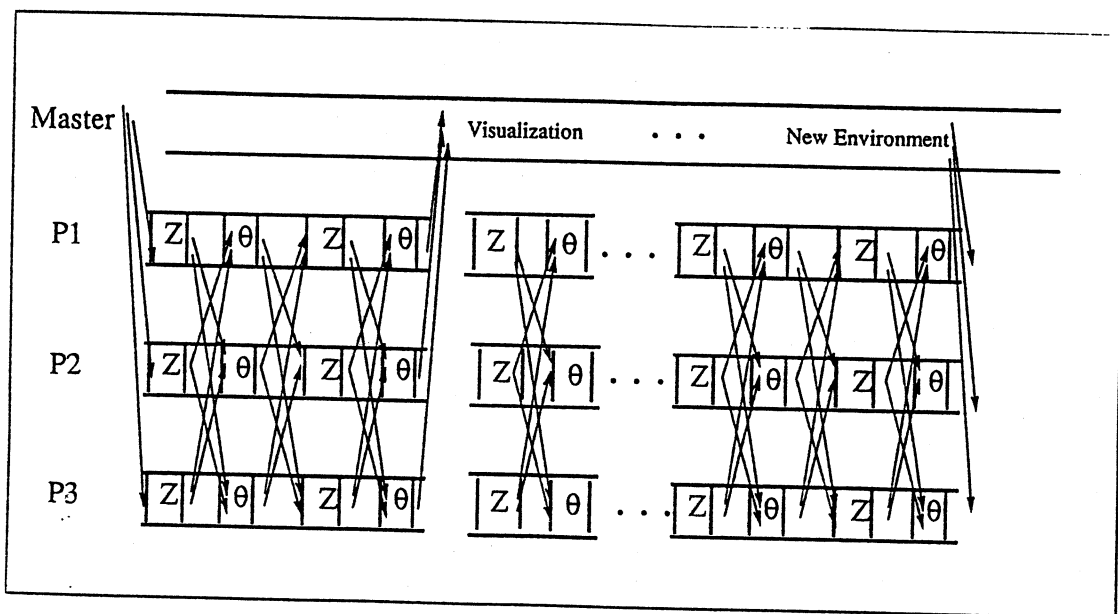 Master Visualization . . . New Environment
P1 Z θ Z θ Z θ . . . Z θ Z θ
P2 Z θ Z θ Z θ . . . Z θ Z θ
P3 Z θ Z θ Z θ . . . Z θ Z θ